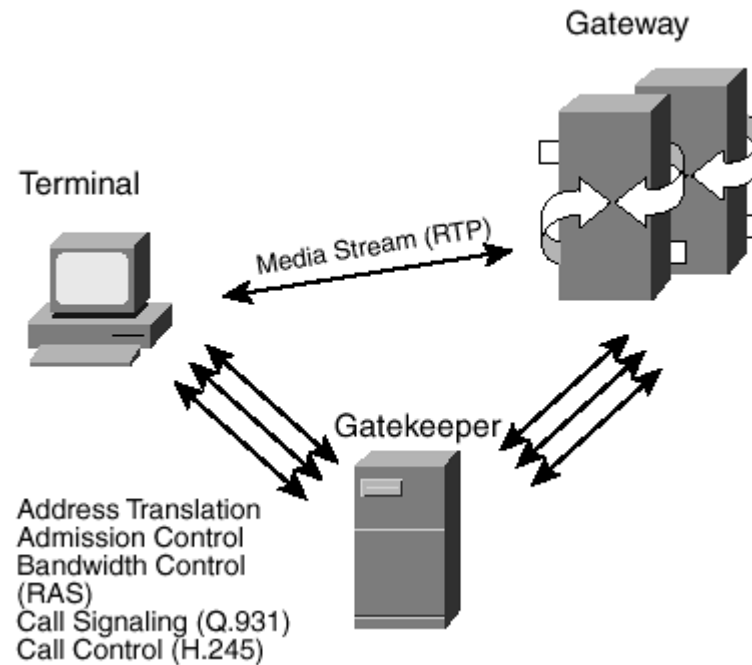 Gateway
Terminal
Media Stream (RTP)
Gatekeeper
Address Translation
Admission Control
Bandwidth Control
(RAS)
Call Signaling (Q.931)
Call Control (H.245)